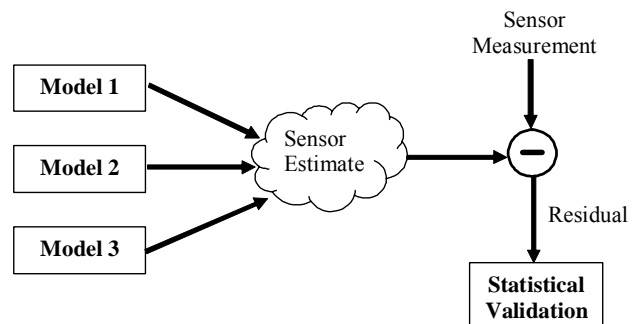 Model 1
Model 2
Model 3
Sensor
Estimate
Sensor
Measurement
Residual
Statistical
Validation